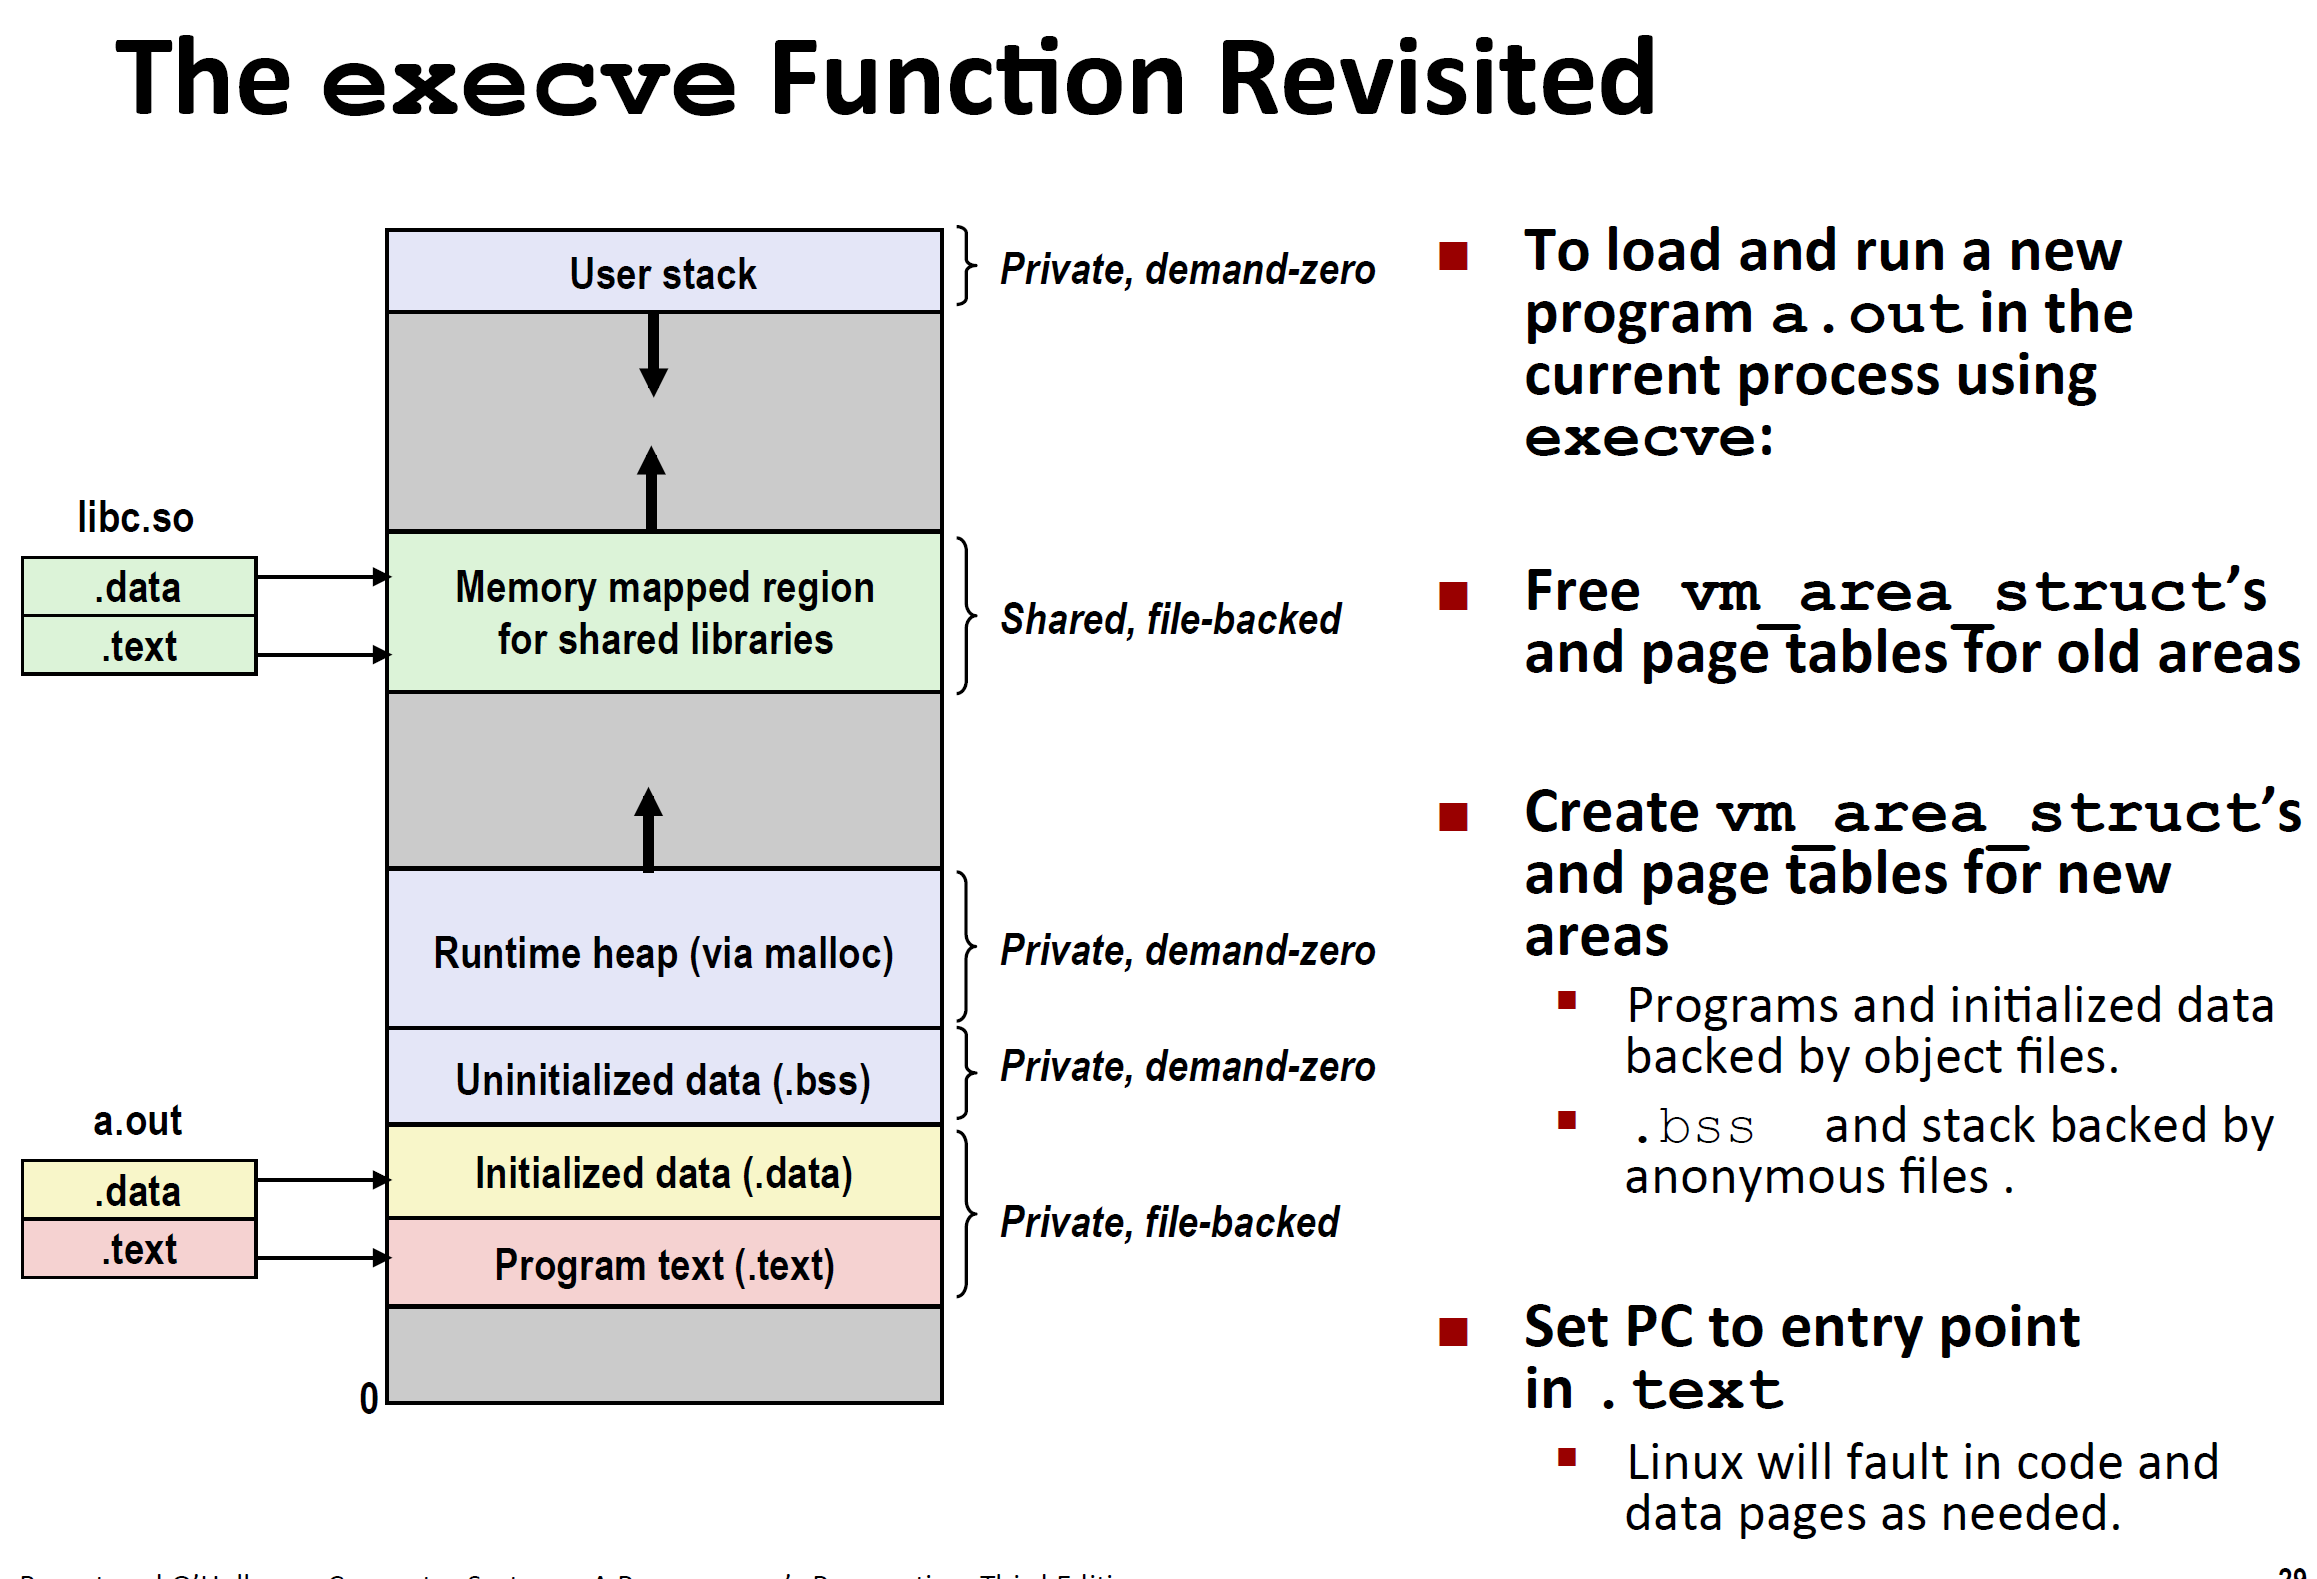 The execve Function Revisited
User stack
Private, demand-zero
libc.so
.data
.text
Memory mapped region
for shared libraries
Shared, file-backed
Runtime heap (via malloc)
Private, demand-zero
Uninitialized data (.bss)
Private, demand-zero
a.out
.data
.text
Initialized data (.data)
Program text (.text)
Private, file-backed
0
To load and run a new
program a.out in the
current process using
execve:
Free vm_area_struct’s
and page tables for old areas
Create vm_area_struct’s
and page tables for new
areas
Programs and initialized data
backed by object files.
.bss and stack backed by
anonymous files .
Set PC to entry point
in .text
Linux will fault in code and
data pages as needed.
29